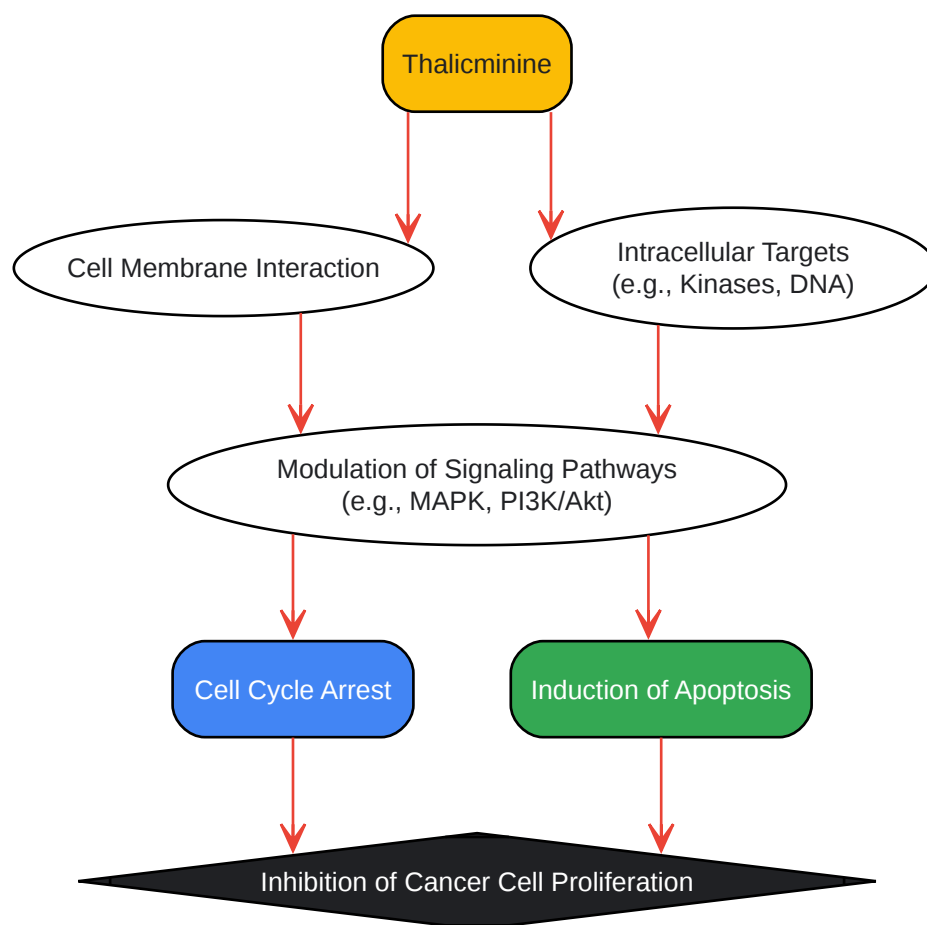 Thalicminine
Cell Membrane Interaction
Intracellular Targets
(e.g., Kinases, DNA)
Modulation of Signaling Pathways
(e.g., MAPK, PI3K/Akt)
Cell Cycle Arrest
Induction of Apoptosis
Inhibition of Cancer Cell Proliferation